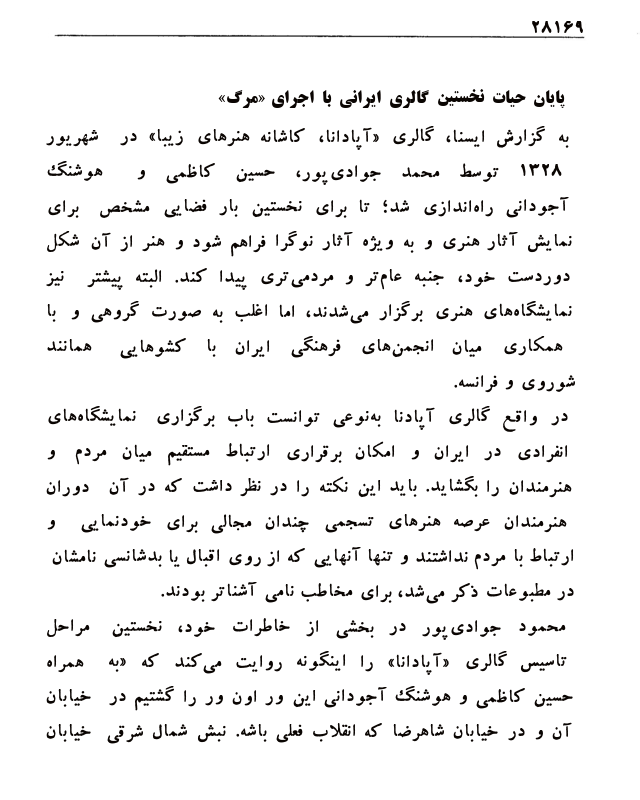 ۲۸۱۶۹
پایان حیات نخستین گالری ایرانی با اجرای «مرگ»
به گزارش ایسنا، گالری «آپادانا، کاشانه هنرهای زیبا» در شهریور
۱۳۲۸ توسط محمد جوادی‌پور، حسین کاظمی و هوشنگ
آجودانی راه‌اندازی شد؛ تا برای نخستین بار فضایی مشخص برای
نمایش آثار هنری و به ویژه آثار نوگرا فراهم شود و هنر از آن شکل
دوردست خود، جنبه عام‌تر و مردمی‌تری پیدا کند. البته پیشتر نیز
نمایشگاه‌های هنری برگزار می‌شدند، اما اغلب به صورت گروهی و با
همکاری میان انجمن‌های فرهنگی ایران با کشوهایی همانند
شوروی و فرانسه.
در واقع گالری آپادنا به‌نوعی توانست باب برگزاری نمایشگاه‌های
انفرادی در ایران و امکان برقراری ارتباط مستقیم میان مردم و
هنرمندان را بگشاید. باید این نکته را در نظر داشت که در آن دوران
هنرمندان عرصه هنرهای تسجمی چندان مجالی برای خودنمایی و
ارتباط با مردم نداشتند و تنها آنهایی که از روی اقبال یا بدشانسی نامشان
در مطبوعات ذکر می‌شد، برای مخاطب نامی آشناتر بودند.
محمود جوادی‌پور در بخشی از خاطرات خود، نخستین مراحل
تاسیس گالری «آپادانا» را اینگونه روایت می‌کند که «به همراه
حسین کاظمی و هوشنگ آجودانی این ور اون ور را گشتیم در خیابان
آن و در خیابان شاهرضا که انقلاب فعلی باشه. نبش شمال شرقی خیابان